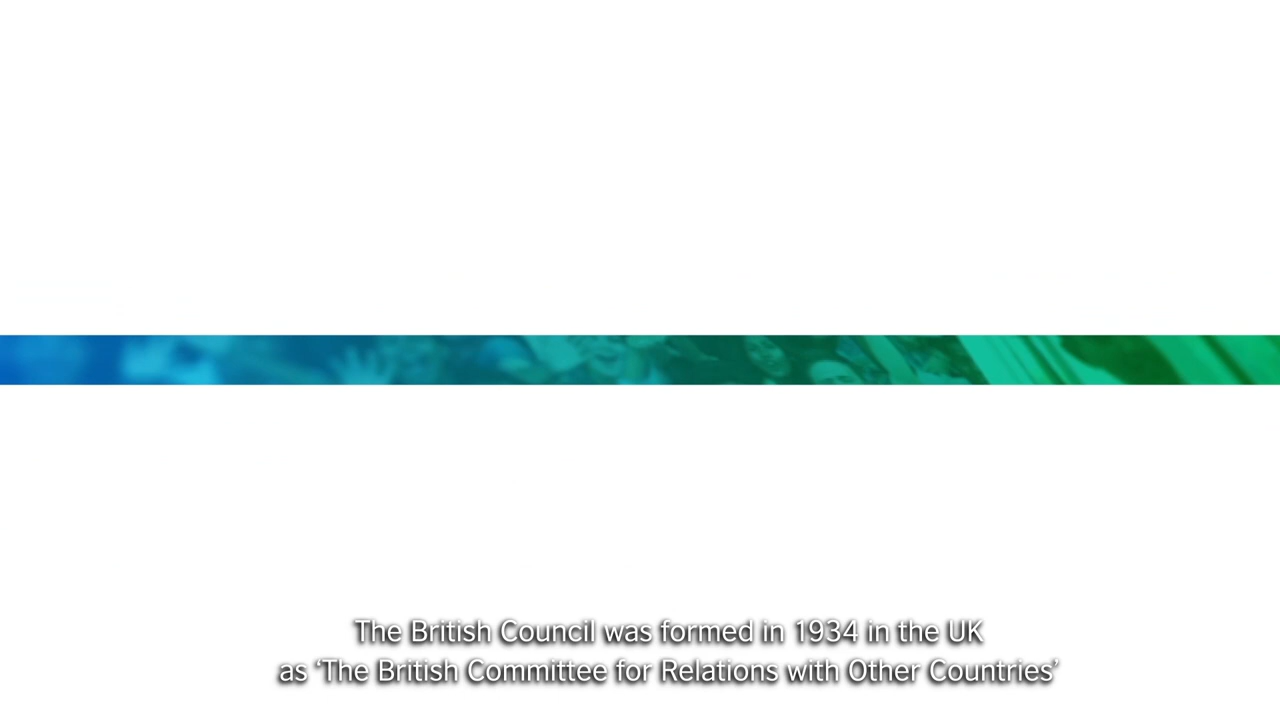 The British Council was formed in 1934 in the UK
as ‘The British Committee for Relations with Other Countries’